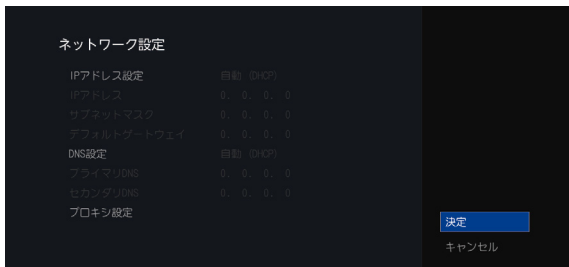 ネットワーク設定
IPアドレス設定 自動 (DHCP)
IPアドレス 0. 0. 0. 0
サブネットマスク 0. 0. 0. 0
デフォルトゲートウェイ 0. 0. 0. 0
DNS設定 自動 (DHCP)
プライマリDNS 0. 0. 0. 0
セカンダリDNS 0. 0. 0. 0
プロキシ設定
決定
キャンセル